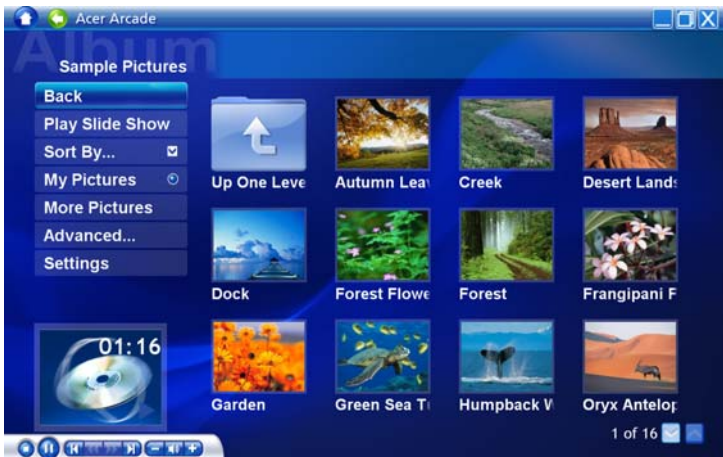 Acer Arcade
Album
Sample Pictures
Back
Play Slide Show
Sort By...
My Pictures
More Pictures
Advanced...
Settings
Up One Leve
Autumn Lea
Creek
Desert Land
Dock
Forest Flowe
Forest
Frangipani F
Garden
Green Sea T
Humpback W
Oryx Antelop
01:16
1 of 16